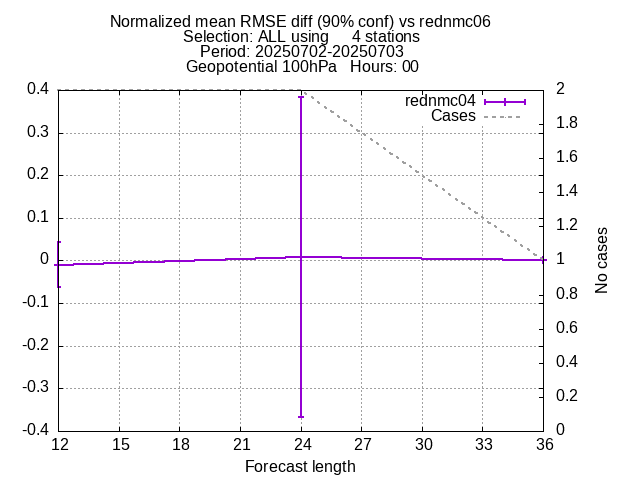 Normalized mean RMSE diff (90% conf) vs rednmc06
Selection: ALL using     4 stations
Period: 20250702-20250703
Geopotential 100hPa   Hours: 00
rednmc04
Cases
0.4
0.3
0.2
0.1
0
-0.1
-0.2
-0.3
-0.4
2
1.8
1.6
1.4
1.2
1
0.8
0.6
0.4
0.2
0
No cases
12 15 18 21 24 27 30 33 36
Forecast length